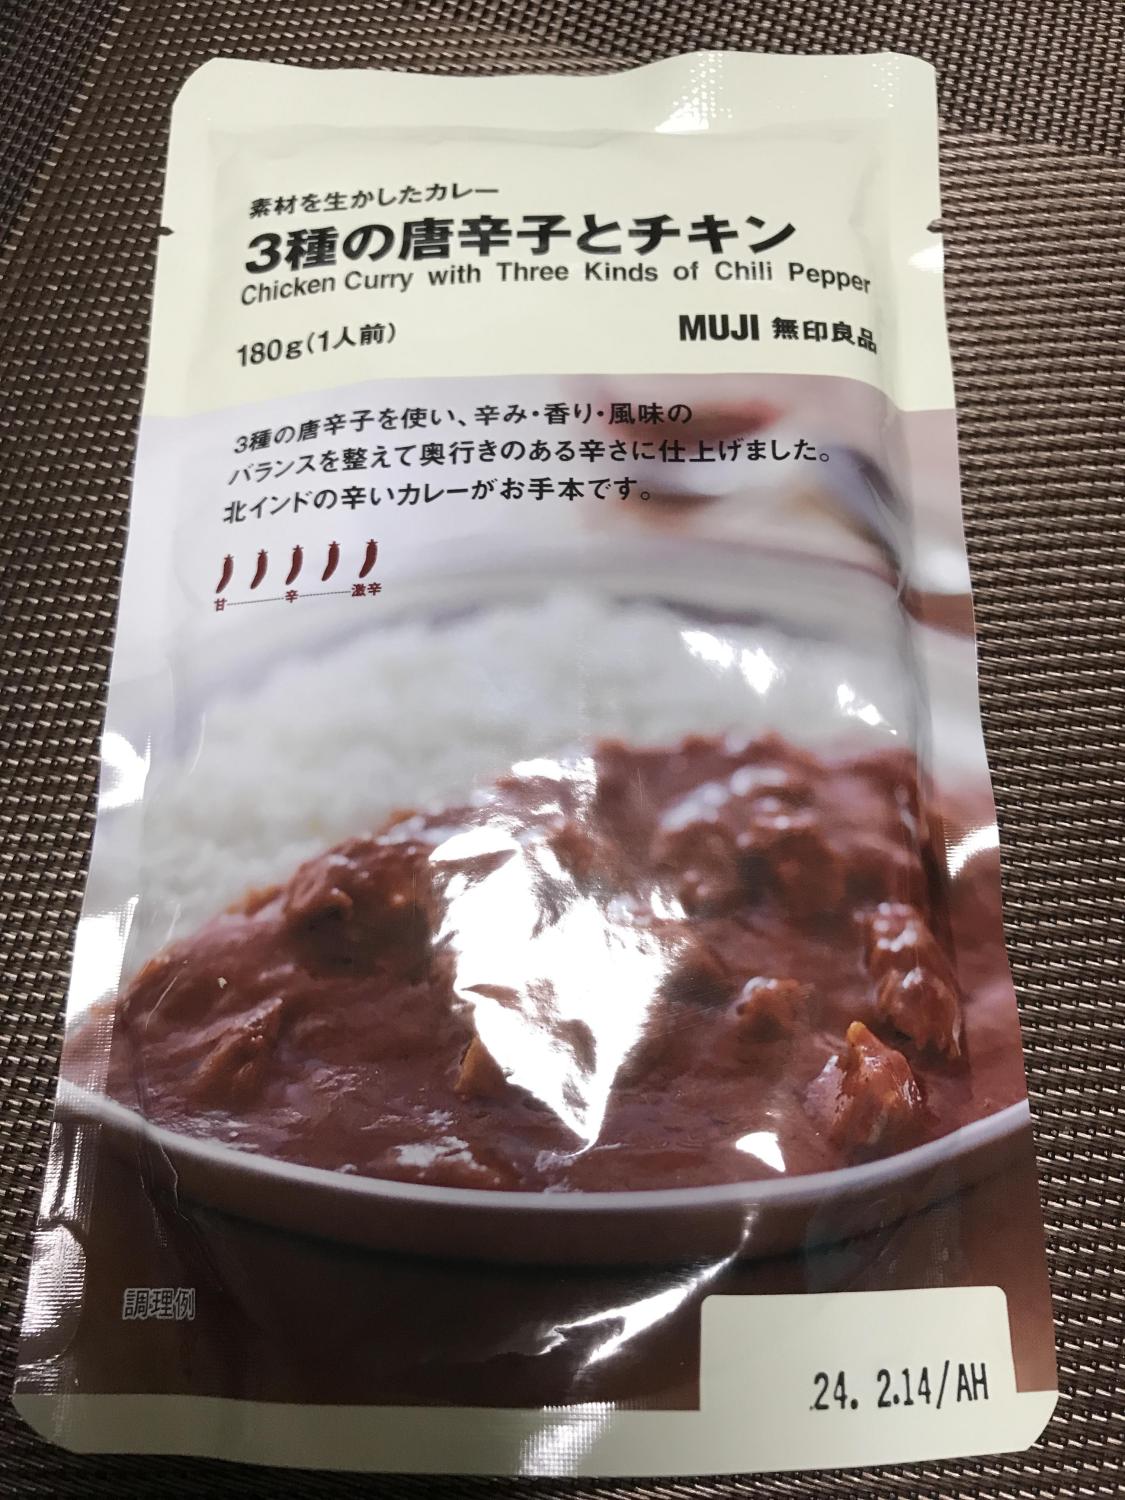 素材を生かしたカレー
3種の唐辛子とチキン
Chicken Curry with Three Kinds of Chili Pepper
180g(1人前)
MUJI 無印良品
3種の唐辛子を使い、辛み・香り・風味の
バランスを整えて奥行きのある辛さに仕上げました。
北インドの辛いカレーがお手本です。
甘 辛 激辛
調理例
24. 2.14/AH